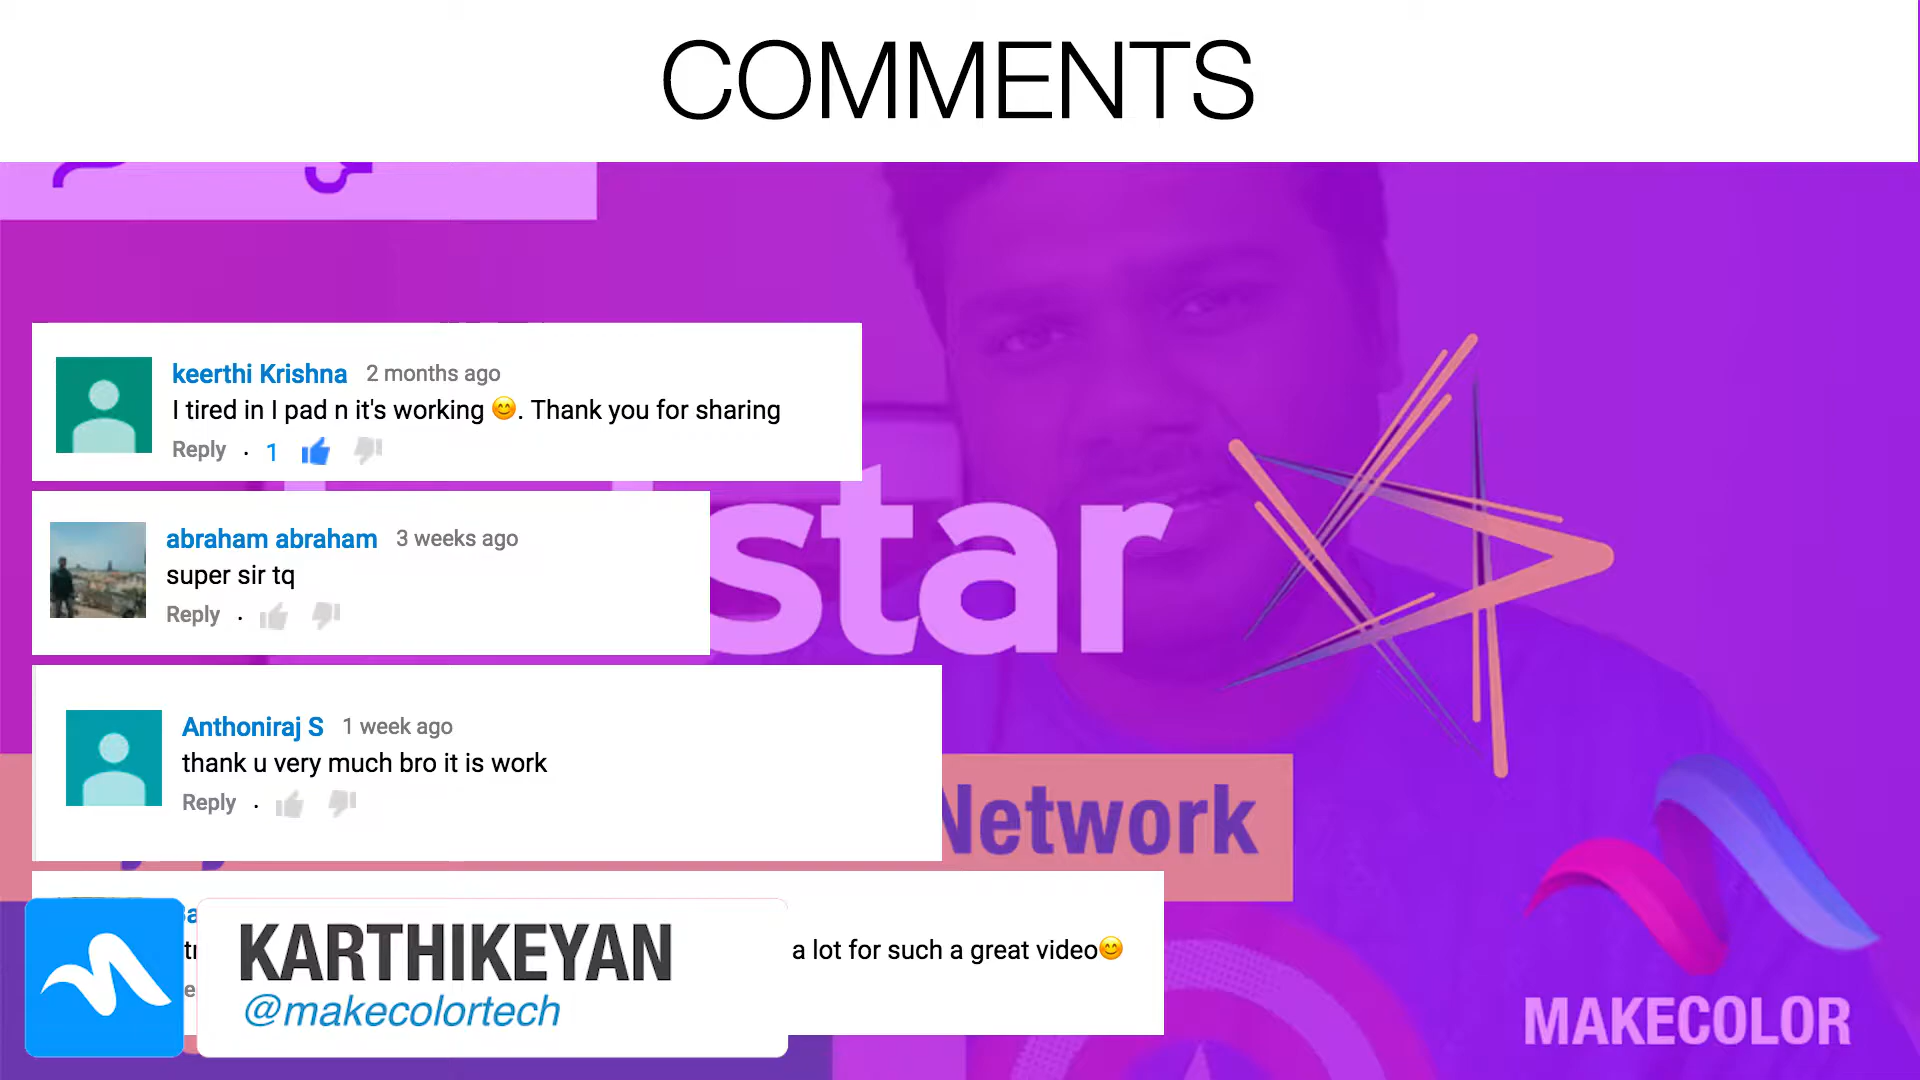 COMMENTS
keerthi Krishna 2 months ago
I tired in I pad n it's working 😊. Thank you for sharing
Reply · 1
abraham abraham 3 weeks ago
super sir tq
Reply ·
star
Anthoniraj S 1 week ago
thank u very much bro it is work
Reply ·
Network
a lot for such a great video😊
KARTHIKEYAN
@makecolortech
MAKECOLOR